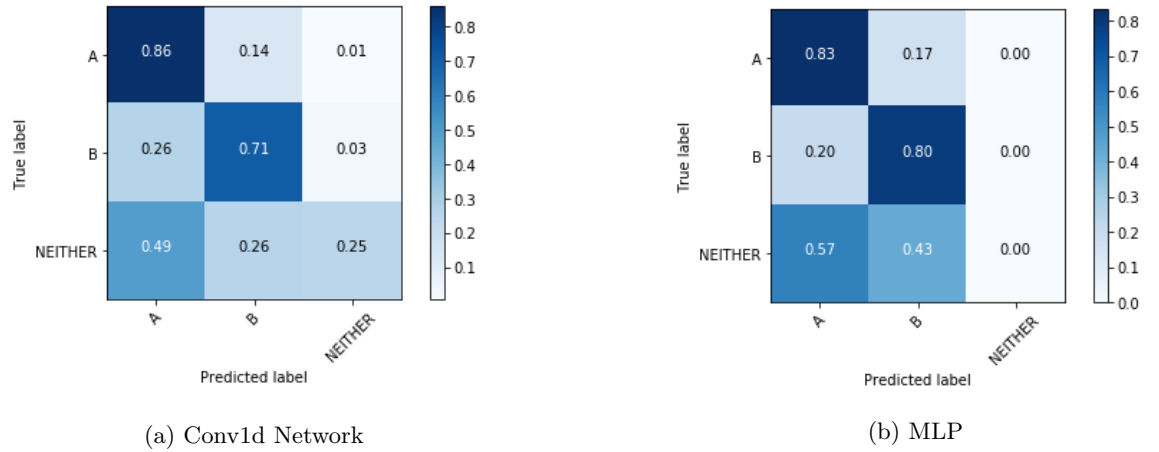 A 0.86 0.14 0.01
B 0.26 0.71 0.03
NEITHER 0.49 0.26 0.25
A B NEITHER
True label
Predicted label
0.8
0.7
0.6
0.5
0.4
0.3
0.2
0.1
(a) Conv1d Network
A 0.83 0.17 0.00
B 0.20 0.80 0.00
NEITHER 0.57 0.43 0.00
A B NEITHER
True label
Predicted label
0.8
0.7
0.6
0.5
0.4
0.3
0.2
0.1
0.0
(b) MLP